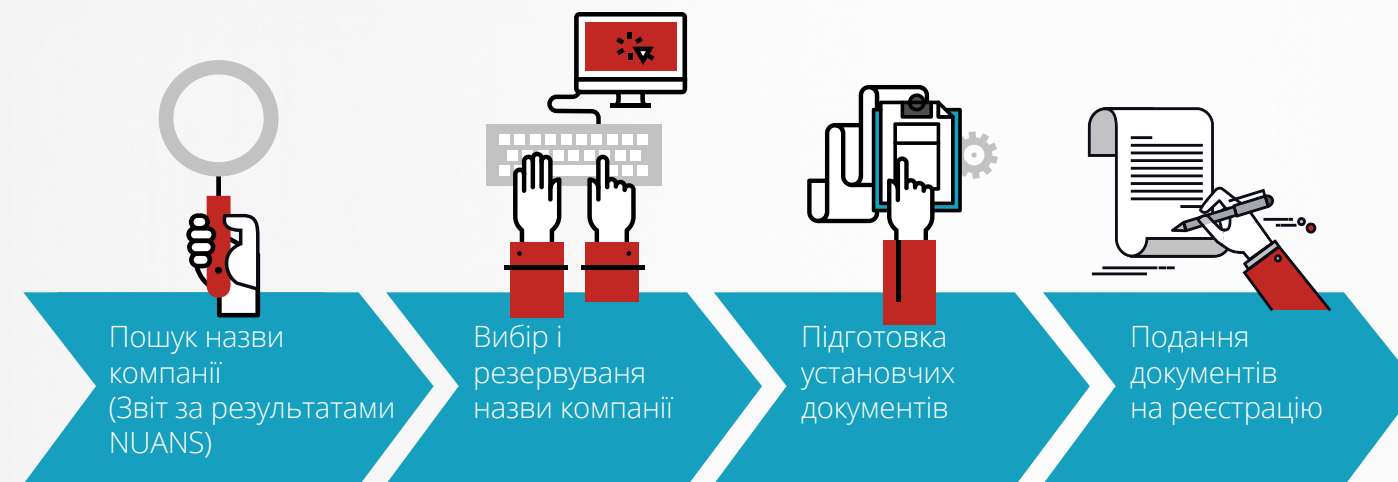 Пошук назви
компанії
(Звіт за результатами
NUANS)
Вибір і
резервуваня
назви компанії
Підготовка
установчих
документів
Подання
документів
на реєстрацію